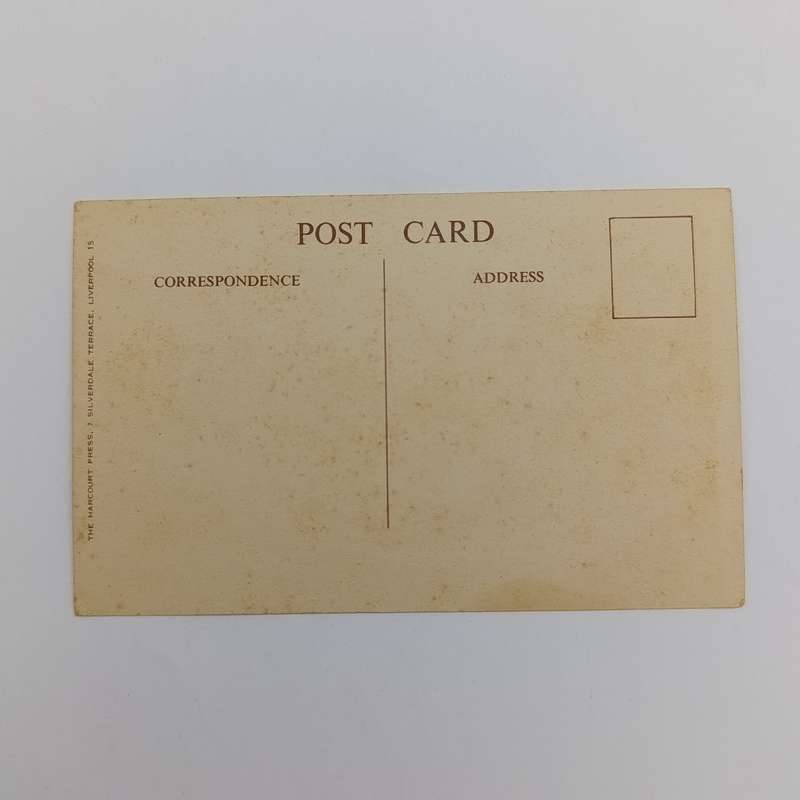 POST CARD
CORRESPONDENCE
ADDRESS
THE HARCOURT PRESS, 7 SILVERDALE TERRACE, LIVERPOOL 15